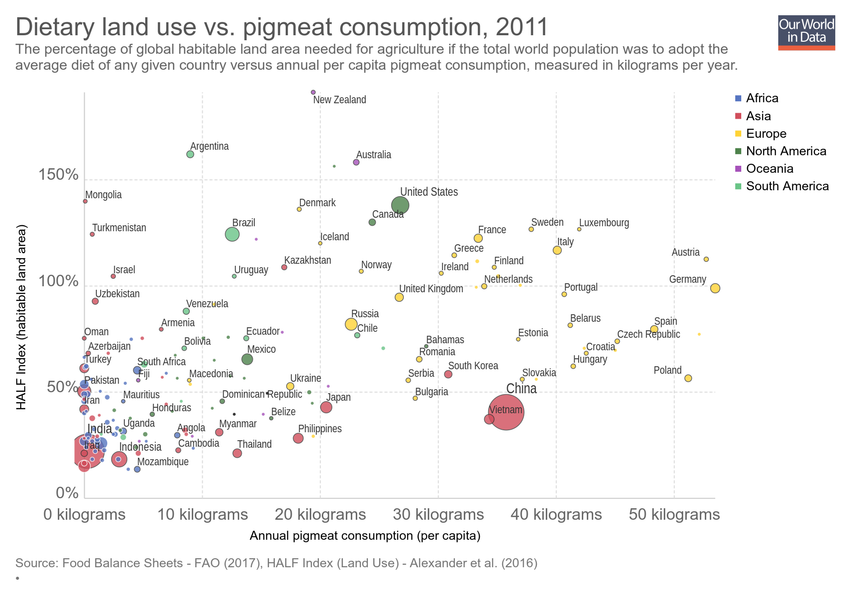 Dietary land use vs. pigmeat consumption, 2011
Our World
in Data
The percentage of global habitable land area needed for agriculture if the total world population was to adopt the
average diet of any given country versus annual per capita pigmeat consumption, measured in kilograms per year.
New Zealand
Africa
Asia
Europe
North America
Oceania
South America
Argentina
Australia
150%
Mongolia
United States
Denmark
Canada
Turkmenistan
Brazil
Iceland
France
Sweden
Luxembourg
Greece
Italy
Israel
Uruguay
Kazakhstan
Norway
Ireland
Finland
Austria
100%
Uzbekistan
United Kingdom
Netherlands
Portugal
Germany
Venezuela
Russia
Armenia
Chile
Belarus
Spain
Oman
Ecuador
Estonia
Czech Republic
Azerbaijan
Bolivia
Mexico
Bahamas
Romania
Croatia
Turkey
South Africa
South Korea
Hungary
Poland
Fiji
Macedonia
Serbia
Slovakia
Pakistan
Ukraine
50%
Mauritius
Dominican Republic
Bulgaria
China
Iran
Honduras
Belize
Japan
Vietnam
India
Uganda
Angola
Myanmar
Philippines
Iraq
Indonesia
Cambodia
Thailand
Mozambique
0%
0 kilograms
10 kilograms
20 kilograms
30 kilograms
40 kilograms
50 kilograms
HALF Index (habitable land area)
Annual pigmeat consumption (per capita)
Source: Food Balance Sheets - FAO (2017), HALF Index (Land Use) - Alexander et al. (2016)
•